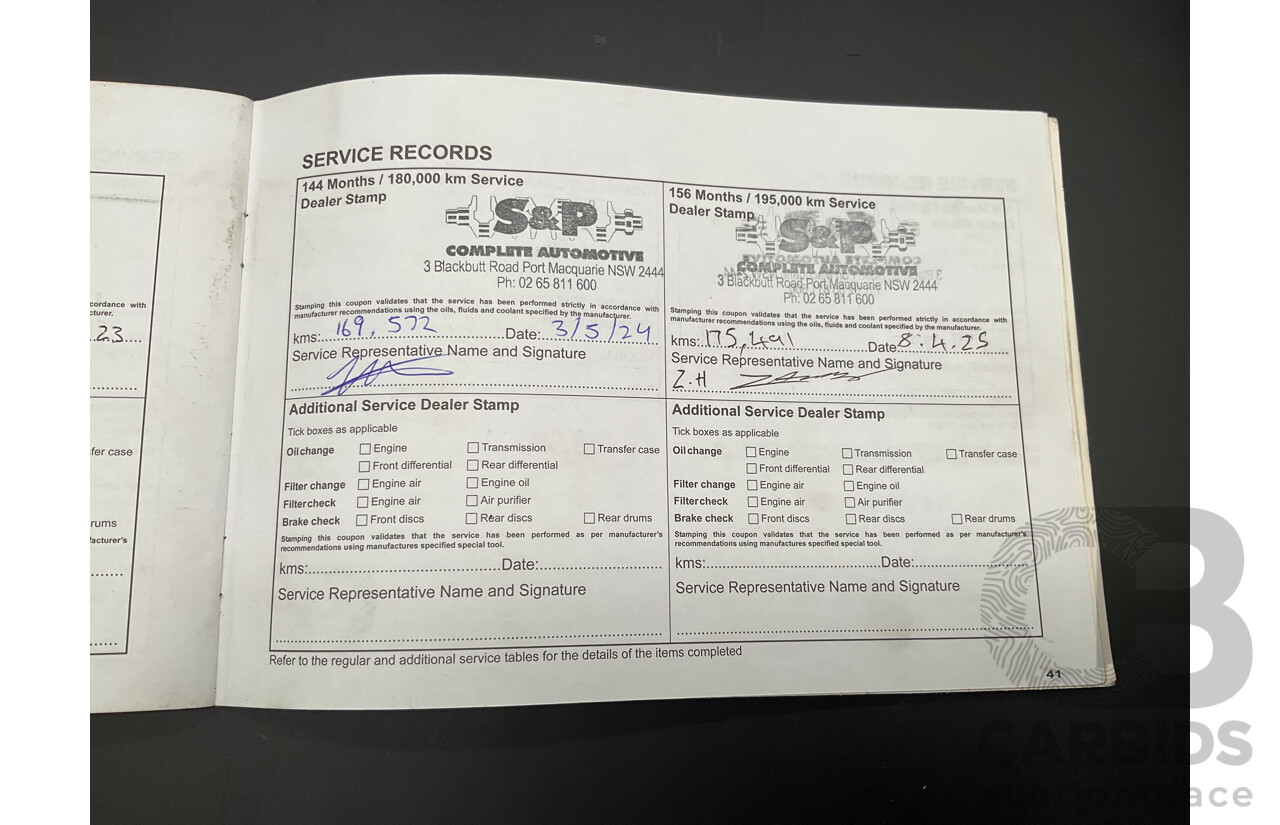 SERVICE RECORDS
144 Months / 180,000 km Service
Dealer Stamp
S&P
COMPLETE AUTOMOTIVE
3 Blackbutt Road Port Macquarie NSW 2444
Ph: 02 65 811 600
Stamping this coupon validates that the service has been performed strictly in accordance with
manufacturer recommendations using the oils, fluids and coolant specified by the manufacturer.
kms: 169, 572 Date: 3/5/24
Service Representative Name and Signature
Additional Service Dealer Stamp
Tick boxes as applicable
Oil change Engine Transmission Transfer case
Front differential Rear differential
Filter change Engine air Engine oil
Filter check Engine air Air purifier
Brake check Front discs Rear discs Rear drums
Stamping this coupon validates that the service has been performed as per manufacturer's
recommendations using manufactures specified special tool.
kms: Date:
Service Representative Name and Signature
156 Months / 195,000 km Service
Dealer Stamp
S&P
COMPLETE AUTOMOTIVE
3 Blackbutt Road Port Macquarie NSW 2444
Ph: 02 65 811 600
Stamping this coupon validates that the service has been performed strictly in accordance with
manufacturer recommendations using the oils, fluids and coolant specified by the manufacturer.
kms: 175,491 Date 8.4.25
Service Representative Name and Signature
Z.H
Additional Service Dealer Stamp
Tick boxes as applicable
Oil change Engine Transmission Transfer case
Front differential Rear differential
Filter change Engine air Engine oil
Filter check Engine air Air purifier
Brake check Front discs Rear discs Rear drums
Stamping this coupon validates that the service has been performed as per manufacturer's
recommendations using manufactures specified special tool.
kms: Date:
Service Representative Name and Signature
Refer to the regular and additional service tables for the details of the items completed
41
with
23
case
CARBIDS
auctionplace